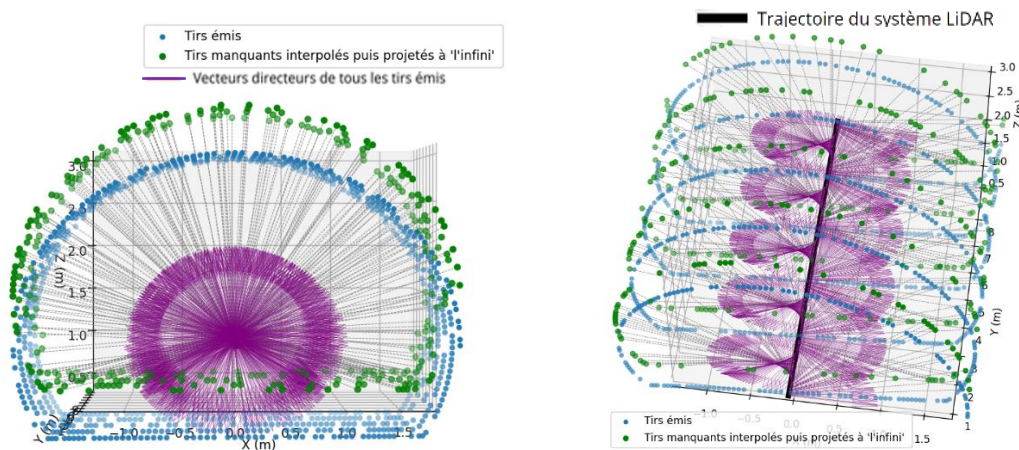 Tirs émis
Tirs manquants interpolés puis projetés à 'l'infini'
Vecteurs directeurs de tous les tirs émis
3.0
2.0
1.5
1.0
0.5
Z (m)
Y (m)
−1.0
−0.5
0.0
0.5
1.0
1.5
X (m)
Trajectoire du système LiDAR
3.0
2.5
2.0
1.5
1.0
0.5
Z (m)
8
7
6
5
4
3
2
1
Y (m)
−1.0
−0.5
0.0
0.5
1.0
1.5
Tirs émis
Tirs manquants interpolés puis projetés à 'l'infini'